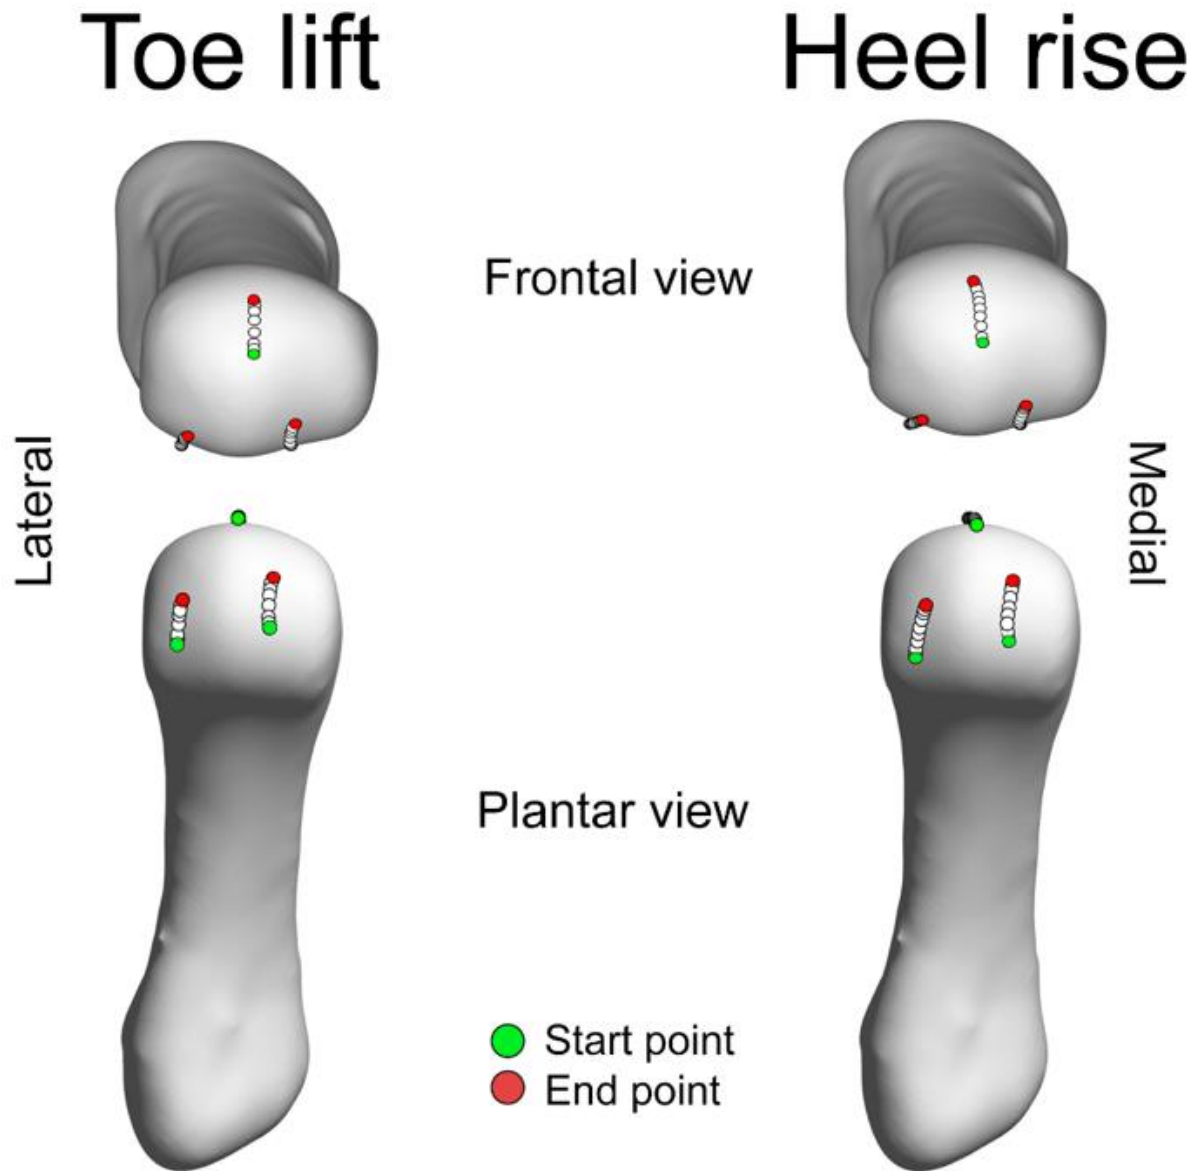 Toe lift
Heel rise
Frontal view
Lateral
Medial
Plantar view
Start point
End point